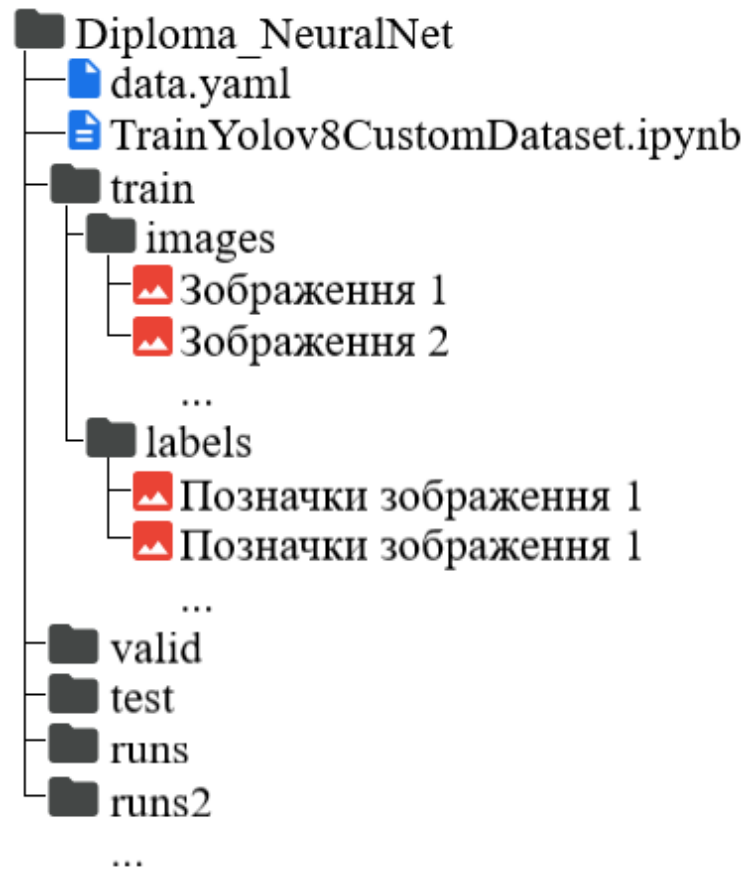 Diploma_NeuralNet
data.yaml
TrainYolov8CustomDataset.ipynb
train
images
Зображення 1
Зображення 2
...
labels
Позначки зображення 1
Позначки зображення 1
...
valid
test
runs
runs2
...